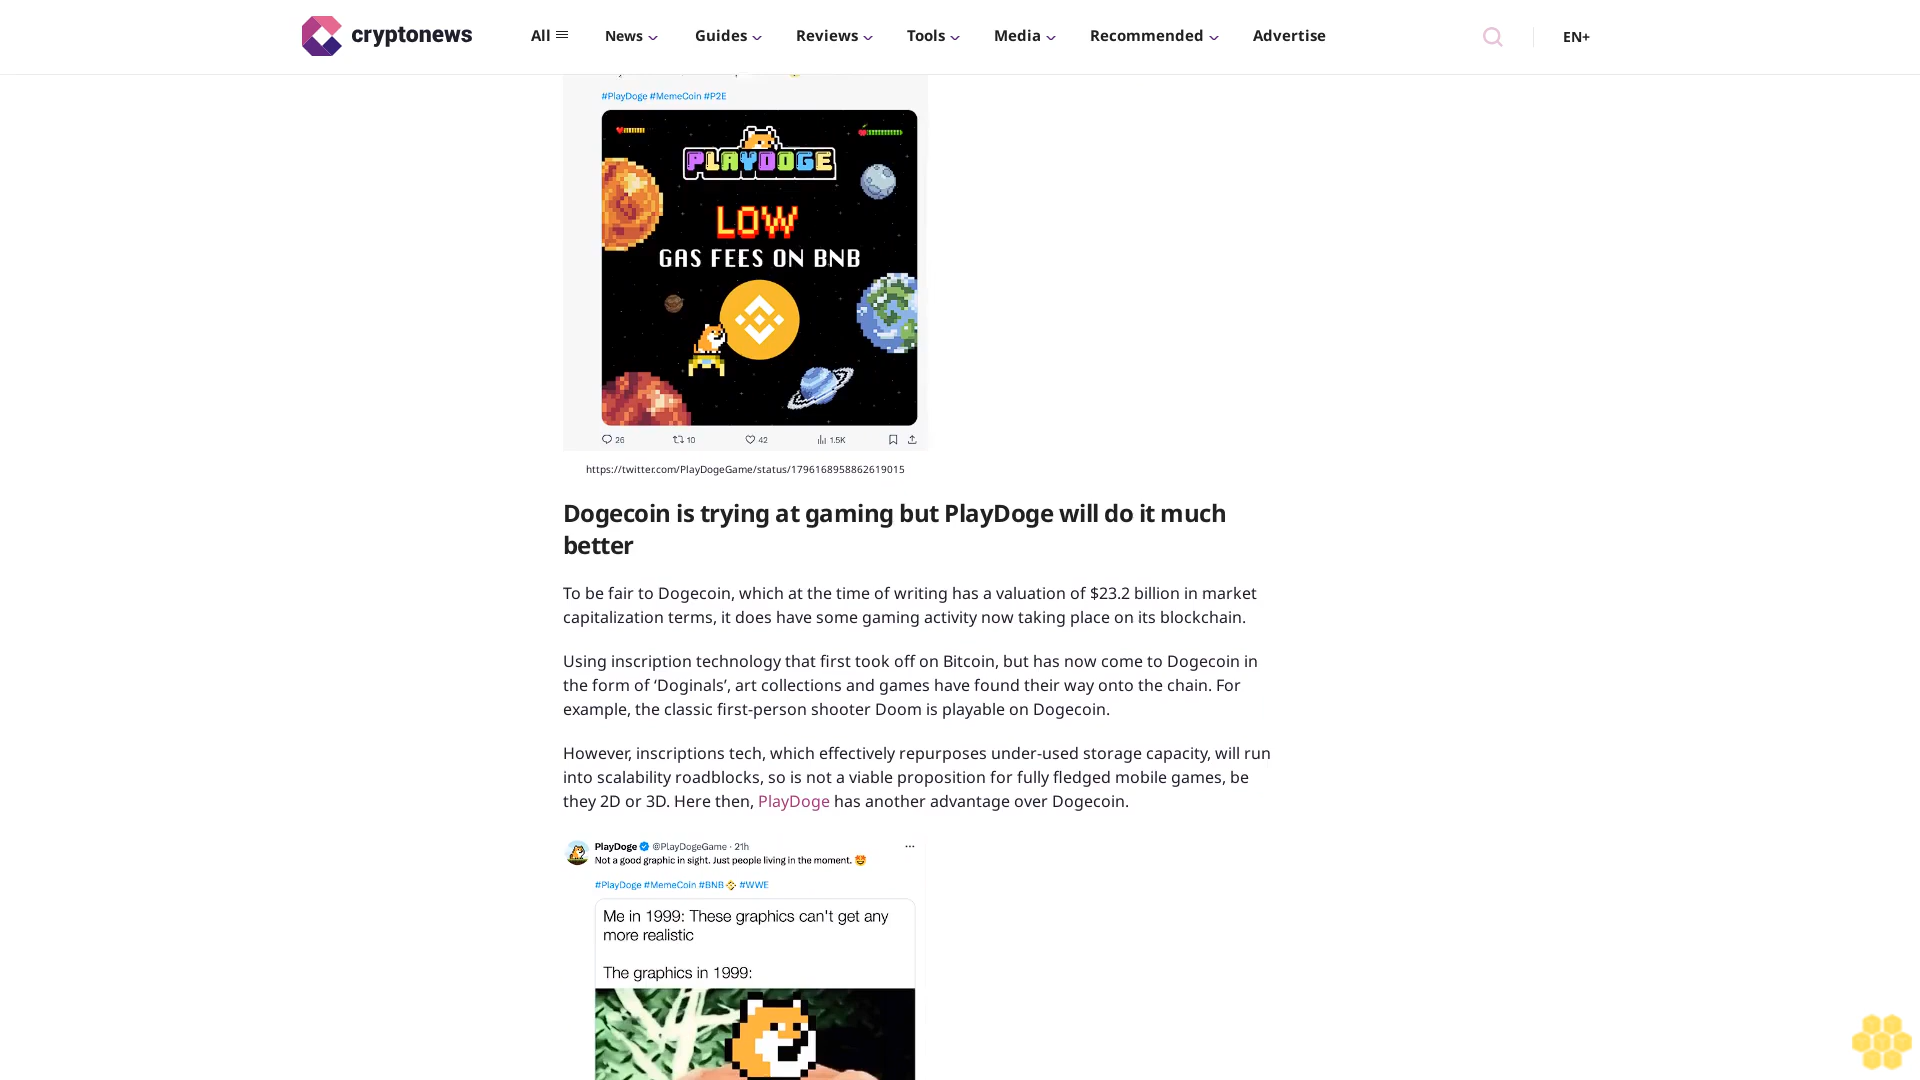 cryptonews
All
News
Guides
Reviews
Tools
Media
Recommended
Advertise
EN+
#PlayDoge #MemeCoin #P2E
PLAYDOGE
LOW
GAS FEES ON BNB
26
10
42
1.5K
https://twitter.com/PlayDogeGame/status/1796168958862619015
Dogecoin is trying at gaming but PlayDoge will do it much
better
To be fair to Dogecoin, which at the time of writing has a valuation of $23.2 billion in market
capitalization terms, it does have some gaming activity now taking place on its blockchain.
Using inscription technology that first took off on Bitcoin, but has now come to Dogecoin in
the form of ‘Doginals’, art collections and games have found their way onto the chain. For
example, the classic first-person shooter Doom is playable on Dogecoin.
However, inscriptions tech, which effectively repurposes under-used storage capacity, will run
into scalability roadblocks, so is not a viable proposition for fully fledged mobile games, be
they 2D or 3D. Here then, PlayDoge has another advantage over Dogecoin.
PlayDoge @PlayDogeGame · 21h
Not a good graphic in sight. Just people living in the moment.
#PlayDoge #MemeCoin #BNB #WWE
Me in 1999: These graphics can't get any
more realistic
The graphics in 1999: